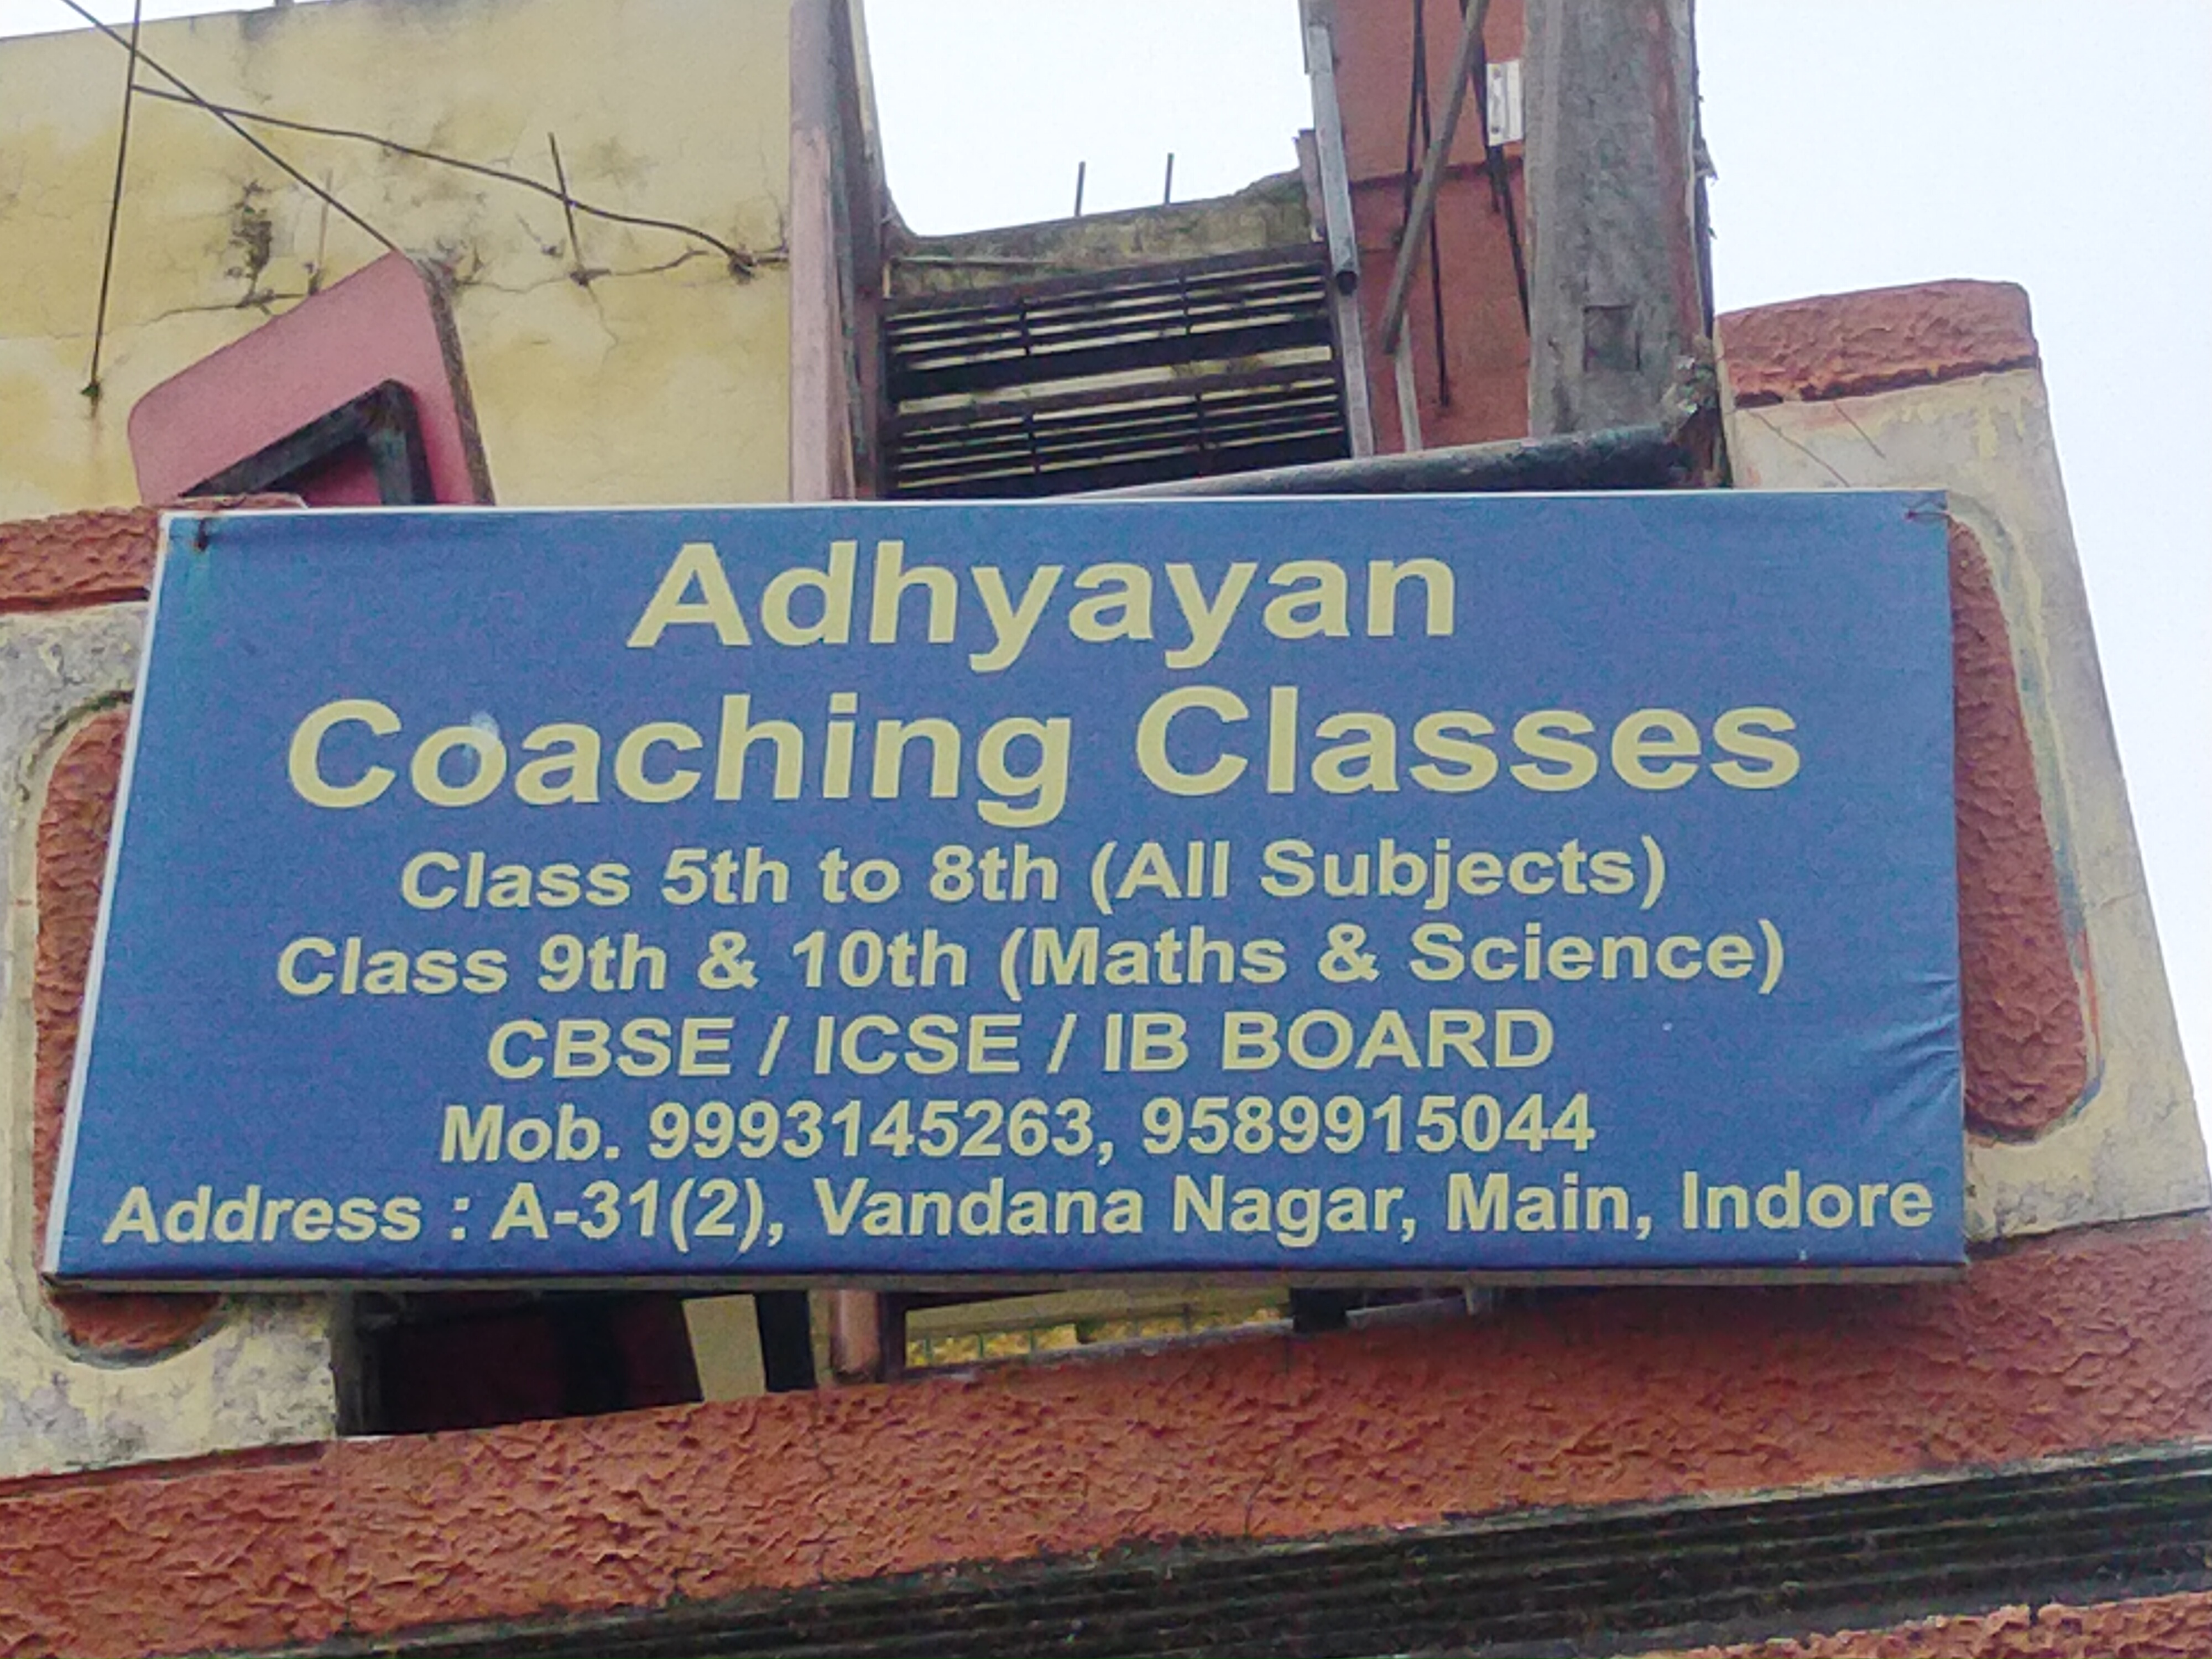 Adhyayan
Coaching Classes
Class 5th to 8th (All Subjects)
Class 9th & 10th (Maths & Science)
CBSE / ICSE / IB BOARD
Mob. 9993145263, 9589915044
Address : A-31(2), Vandana Nagar, Main, Indore